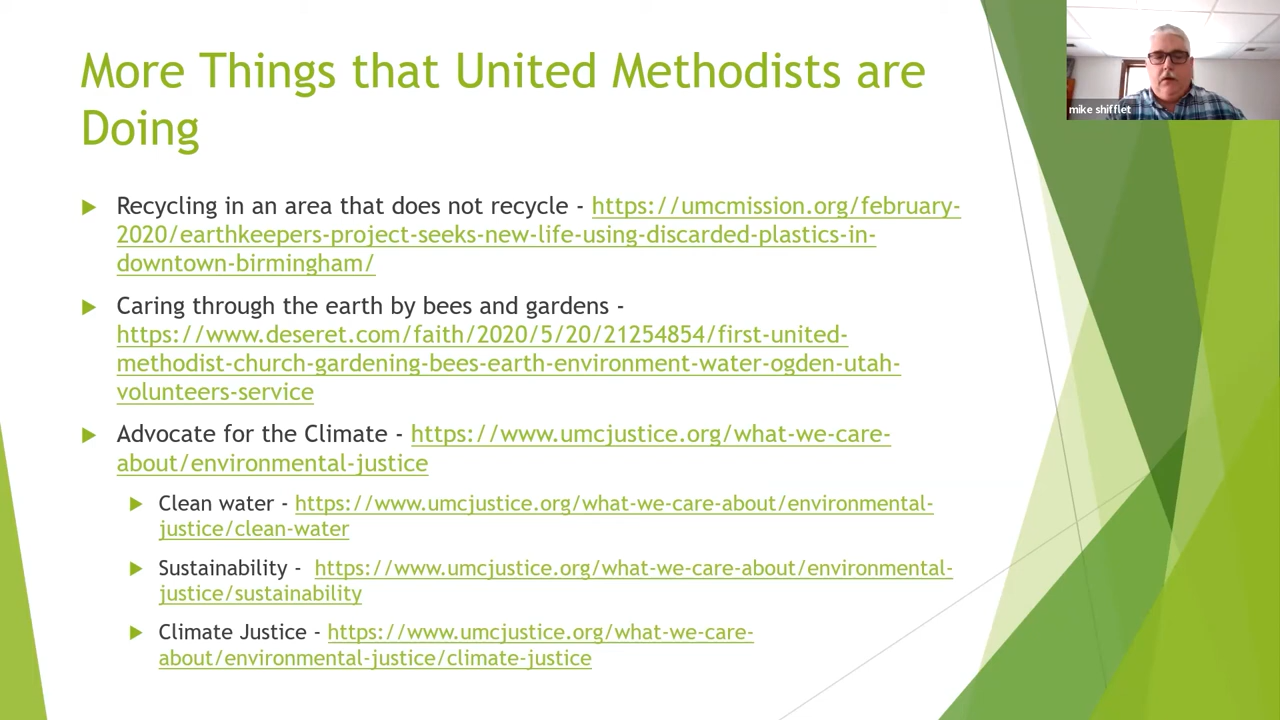 More Things that United Methodists are
Doing
mike shifflet
Recycling in an area that does not recycle - https://umcmission.org/february-
2020/earthkeepers-project-seeks-new-life-using-discarded-plastics-in-
downtown-birmingham/
Caring through the earth by bees and gardens -
https://www.deseret.com/faith/2020/5/20/21254854/first-united-
methodist-church-gardening-bees-earth-environment-water-ogden-utah-
volunteers-service
Advocate for the Climate - https://www.umcjustice.org/what-we-care-
about/environmental-justice
Clean water - https://www.umcjustice.org/what-we-care-about/environmental-
justice/clean-water
Sustainability - https://www.umcjustice.org/what-we-care-about/environmental-
justice/sustainability
Climate Justice - https://www.umcjustice.org/what-we-care-
about/environmental-justice/climate-justice